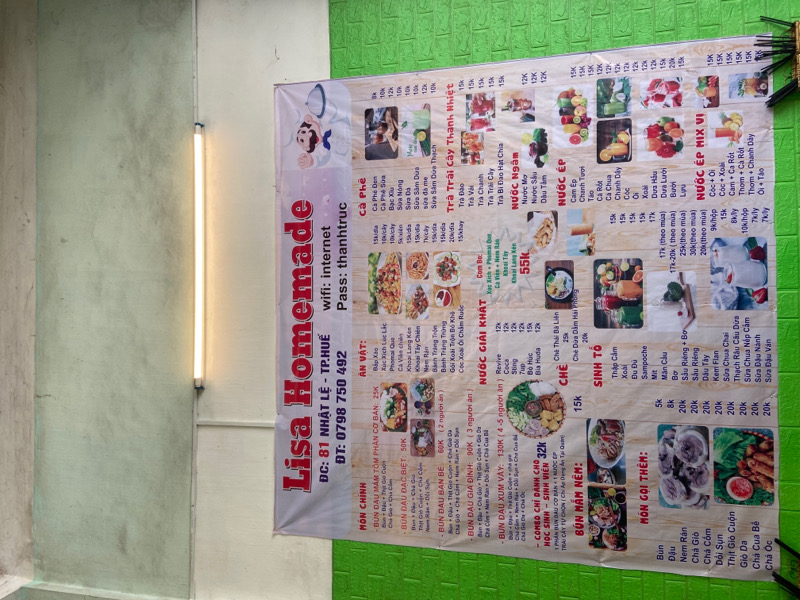 Lisa Homemade
ĐC: 81 NHẬT LỆ - TP.HUẾ
ĐT: 0798 750 492
wifi: internet
Pass: thanhtruc
MÓN CHÍNH
- BÚN ĐẬU MẮM TÔM PHẦN CƠ BẢN: 25K
Bún + Đậu + Thịt Giò Cuộn
Chả Giò + Chả Cốm
- BÚN ĐẬU ĐẶC BIỆT: 50K
Bún + Đậu + Chả Giò
Thịt Giò Cuộn + Chả Cốm
Nem Rán + Dồi Sụn
- BÚN ĐẬU BẠN BÈ 60K ( 2 người ăn )
Bún + Đậu + Thịt Giò Cuộn + Chả Giò Da
Chả Giò + Chả Cốm + Nem Rán + Dồi Sụn
- BÚN ĐẬU GIA ĐÌNH: 90K ( 3 người ăn )
Bún + Đậu + Chả Giò + Thịt Giò Cuộn + Giò Da
Chả Cốm + Nem Rán + Dồi Sụn + Chả Cua Bể
- BÚN ĐẬU XUM VẦY: 130K ( 4 -5 người ăn )
Bún + Đậu + Thịt Giò Cuộn + chả giò
Chả Cốm + Nem Rán + Dồi Sụn + Chả Cua Bể
Chả Giò Da + Chả Ốc
- COMBO CHỈ DÀNH CHO
HỌC SINH - SINH VIÊN 32k
1 PHẦN BÚN ĐẬU CƠ BẢN + 1 NƯỚC ÉP
TRÁI CÂY TỰ CHỌN ( Chỉ Áp Dụng Ăn Tại Quán)
BÚN MẮM NÊM: 15k
MÓN GỌI THÊM:
Bún 5k
Đậu 8k
Nem Rán 20k
Chả Giò 20k
Chả Cốm 20k
Dồi Sụn 20k
Thịt Giò Cuộn 20k
Giò Da 20k
Chả Cua Bể 20k
Chả Ốc 20k
ĂN VẶT:
Bắp Xào 15k/dĩa
Xúc Xích Lúc Lắc 10k/cây
Phomai Que 10k/cây
Cá Viên chiên 5k/xiên
Khoai Lang Kén 15k/dĩa
Khoai Tây Chiên 15k/dĩa
Nem Rán 7k/cây
Bánh Tráng Trộn 15k/dĩa
Bánh Tráng Trứng 15k/dĩa
Gỏi Xoài Trộn Bò Khô 20k/dĩa
Cóc Xoài Ổi Chấm Ruốc 15/khay
NƯỚC GIẢI KHÁT
Revive 12k
Coca 12k
Sting 12k
7up 12k
Bò Húc 15k
Bia Huda 12k
Com Bo:
Xúc Xích + Phomai Que
Cá Viên + Nem Rán
Khoai Tây
Khoai Lang Kén
55k
CHÈ
Chè Thái Bà Liên
25k
Chè Dừa Dầm Hải Phòng
20k
SINH TỐ
Thập Cẩm 15k
Xoài 15k
Đu Đủ 15k
Sampoche 15k
Mít 17k
Mãn Cầu 17k (theo mùa)
Bơ 17k-20k ( theo mùa)
Sầu Riêng + Bơ 25k(theo mùa)
Sầu Riêng 30k(theo mùa)
Dâu Tây 20k(theo mùa)
Kem Flan 9k/hộp
Sữa Chua Chai 15k
Thạch Râu Câu Dừa 8k/ly
Sữa Chua Nếp Cẩm 10k/hộp
Sữa Đậu Nành 7k/ly
Sữa Đậu Ván 7k/ly
CÀ PHÊ
Cà Phê Đen 8k
Cà Phê Sữa 10k
Bạc Xỉu 12k
Sữa Nóng 10k
Sữa Đá 10k
Sữa Sâm Dứa 10k
sữa đá me 12k
Sữa Sâm Dứa Thạch 10k
Trà Trái Cây Thanh Nhiệt
Trà Đào 15k
Trà Vải 15k
Trà Chanh 15k
Trà Trái Cây 15k
Trà Bí Đao Hạt Chia 15k
NƯỚC NGÂM
Nước Mơ 12K
Nước Sấu 12K
Dâu Tằm 12K
NƯỚC ÉP
Cam Ép 15K
Chanh Tươi 15K
Táo 15K
Cà Rốt 12K
Cà Chua 12K
Chanh Dây 12K
Cóc 12k
Ổi 12k
Xoài 12k
Dưa Hấu 12k
Dưa Lưới 15k
Bưởi 15k
Lựu 15k
NƯỚC ÉP MIX VỊ
Cóc + Ổi 15K
Cóc + Xoài 15K
Cam + Cà Rốt 15K
Thơm + Cà Rốt 15K
Thơm + Chanh Dây 15K
Ổi + Táo 15K